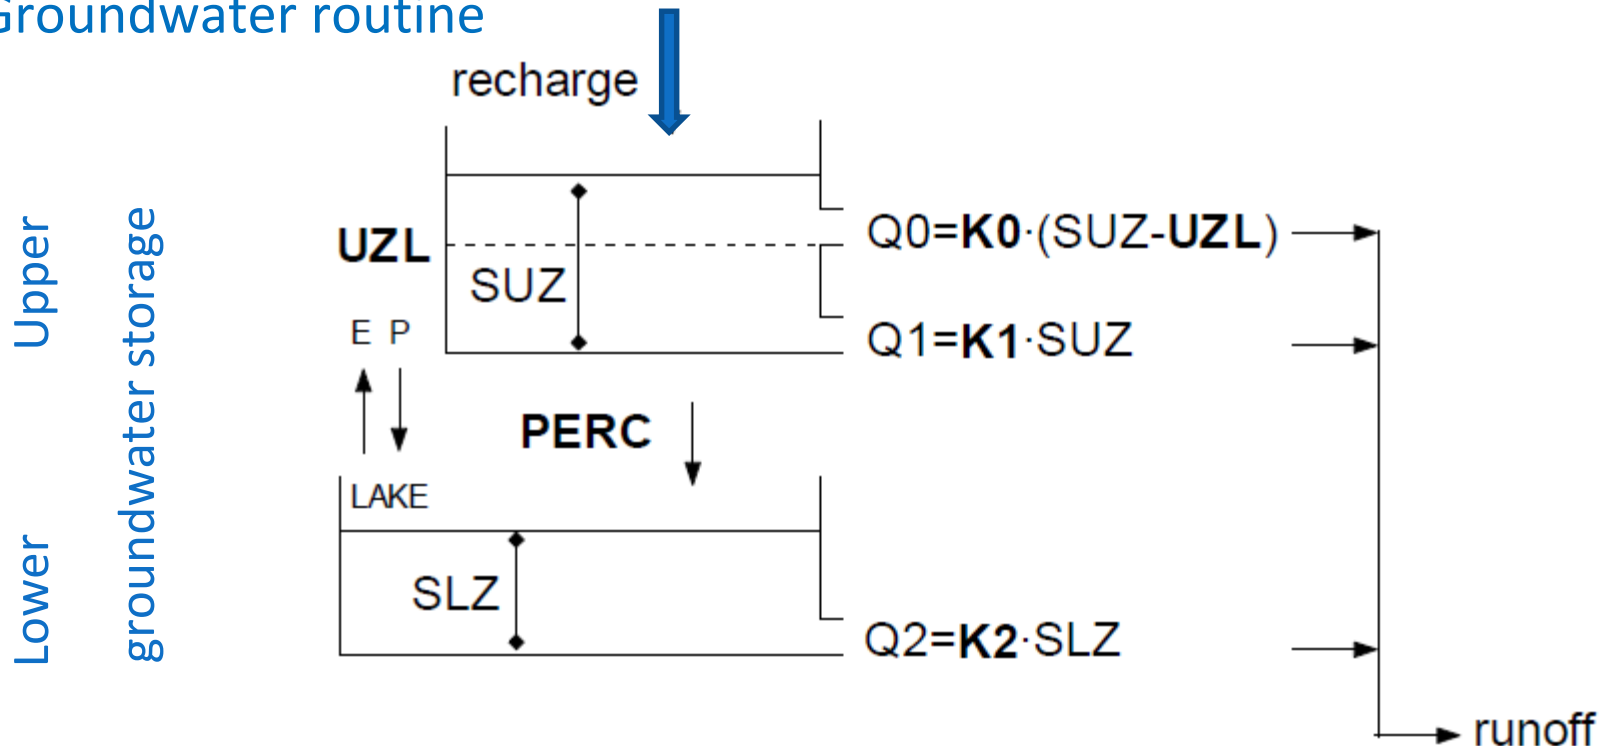 Groundwater routine
recharge
Upper
groundwater storage
Lower
UZL
SUZ
Q0=K0·(SUZ-UZL)
E P
Q1=K1·SUZ
PERC
LAKE
SLZ
Q2=K2·SLZ
runoff